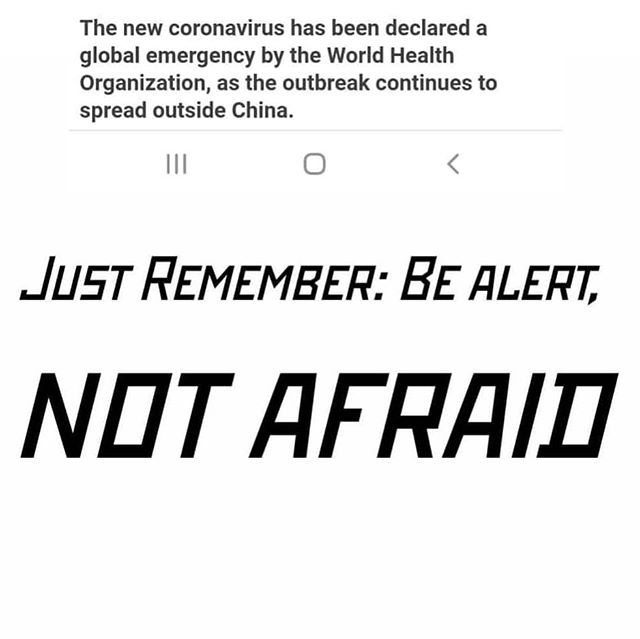 The new coronavirus has been declared a
global emergency by the World Health
Organization, as the outbreak continues to
spread outside China.
JUST REMEMBER: BE ALERT,
NOT AFRAID